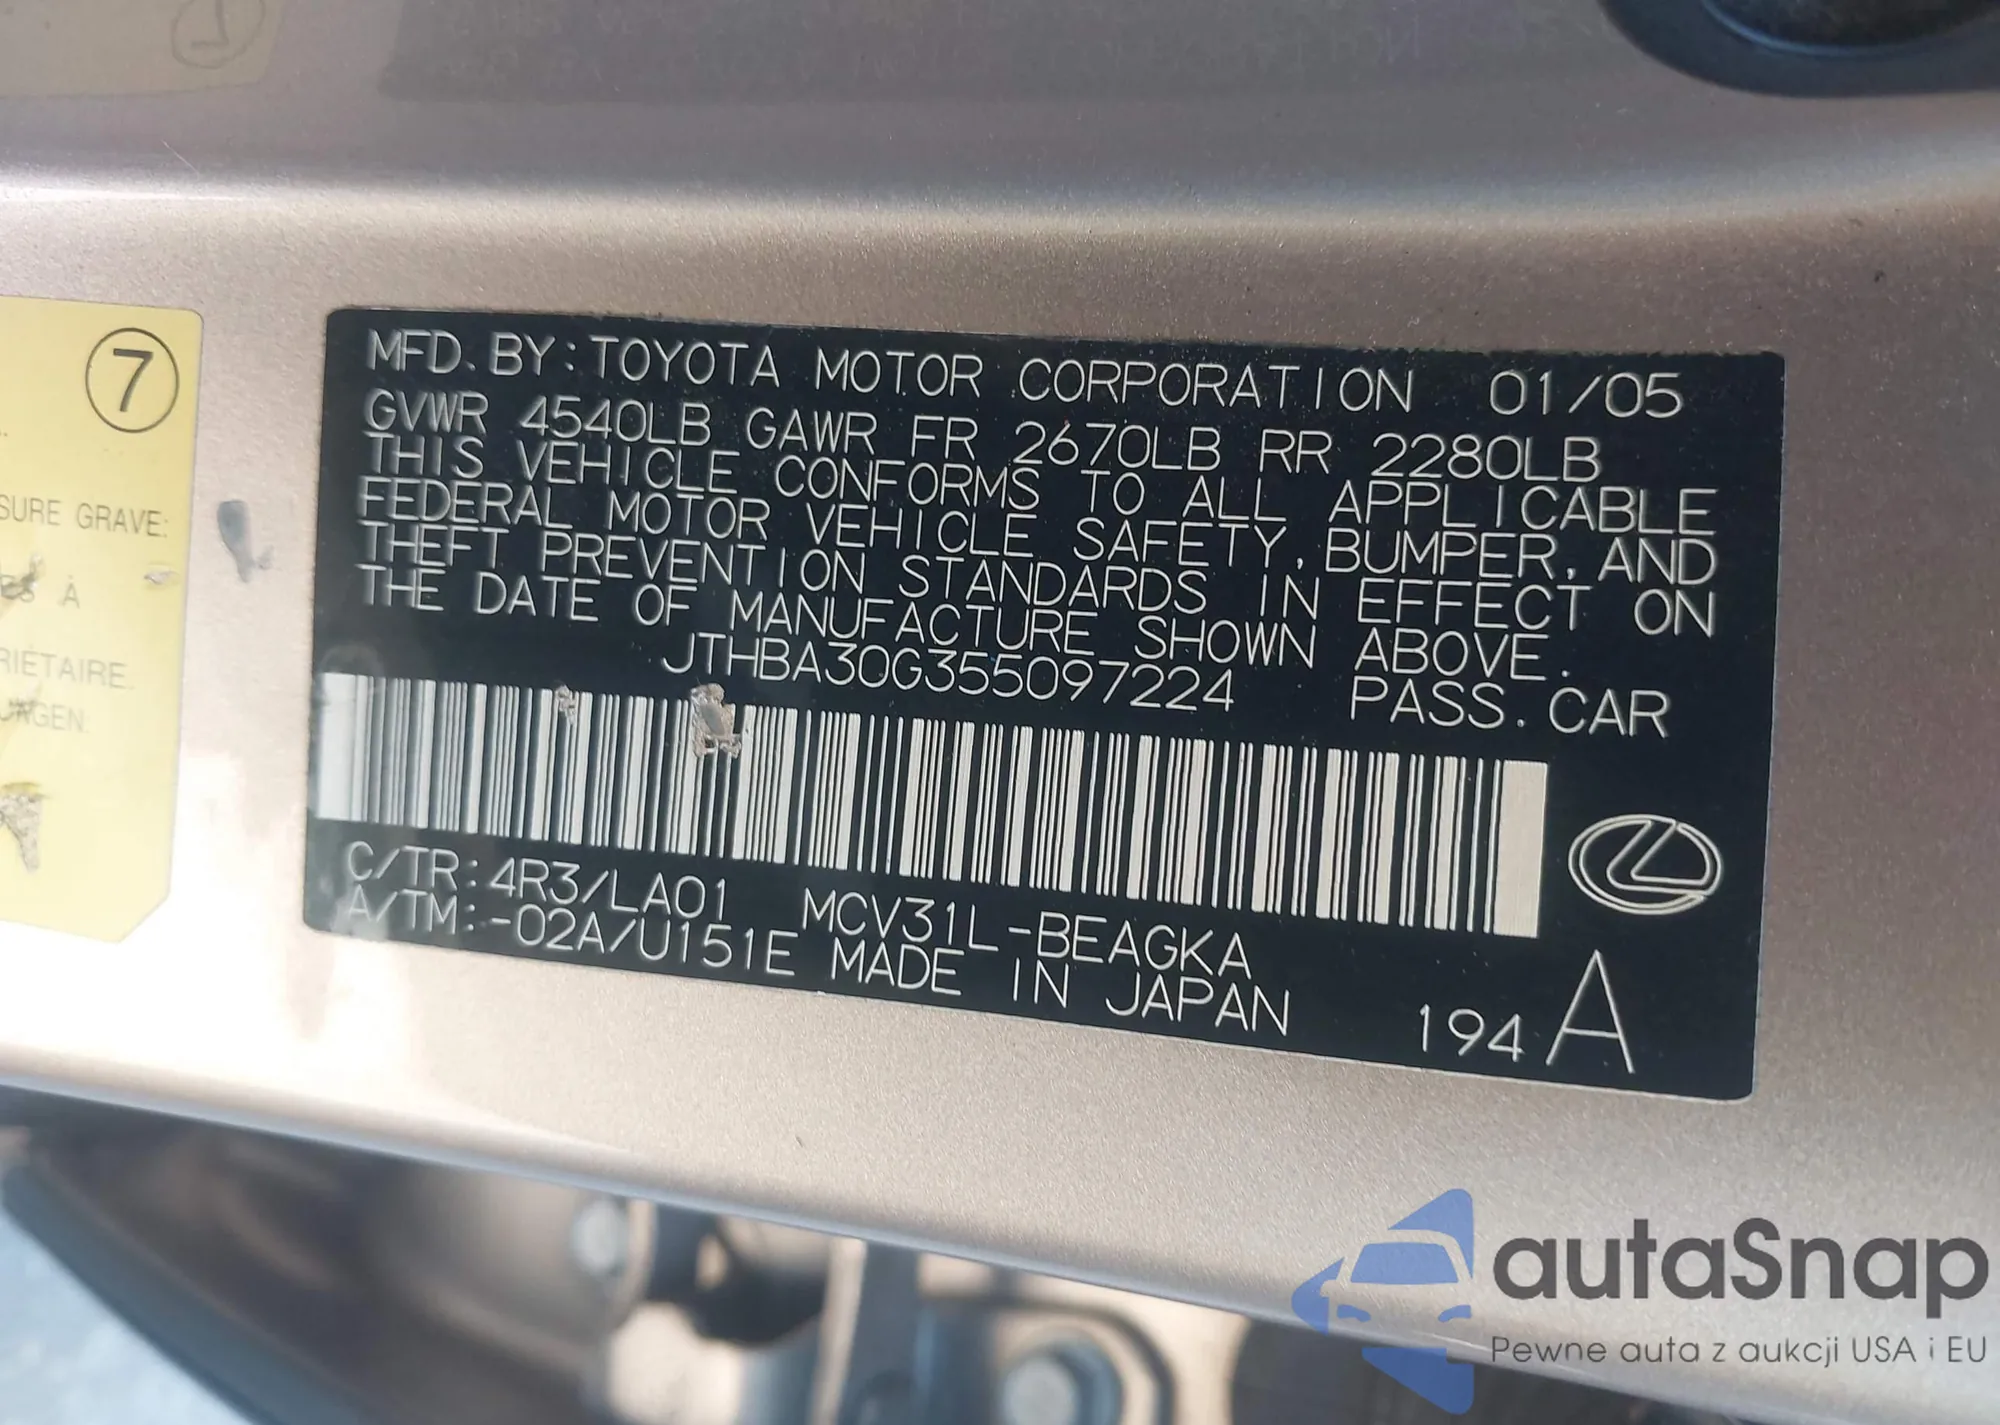 7
SURE GRAVE:
À
RIÉTAIRE.
MFD. BY: TOYOTA MOTOR CORPORATION 01/05
GVWR 4540LB GAWR FR 2670LB RR 2280LB
THIS VEHICLE CONFORMS TO ALL APPLICABLE
FEDERAL MOTOR VEHICLE SAFETY, BUMPER, AND
THEFT PREVENTION STANDARDS IN EFFECT ON
THE DATE OF MANUFACTURE SHOWN ABOVE.
JTHBA30G355097224 PASS. CAR
C/TR: 4R3/LA01 MCV31L-BEAGKA
A/TM: -02A/U151E MADE IN JAPAN
194 A
autaSnap
Pewne auta z aukcji USA i EU